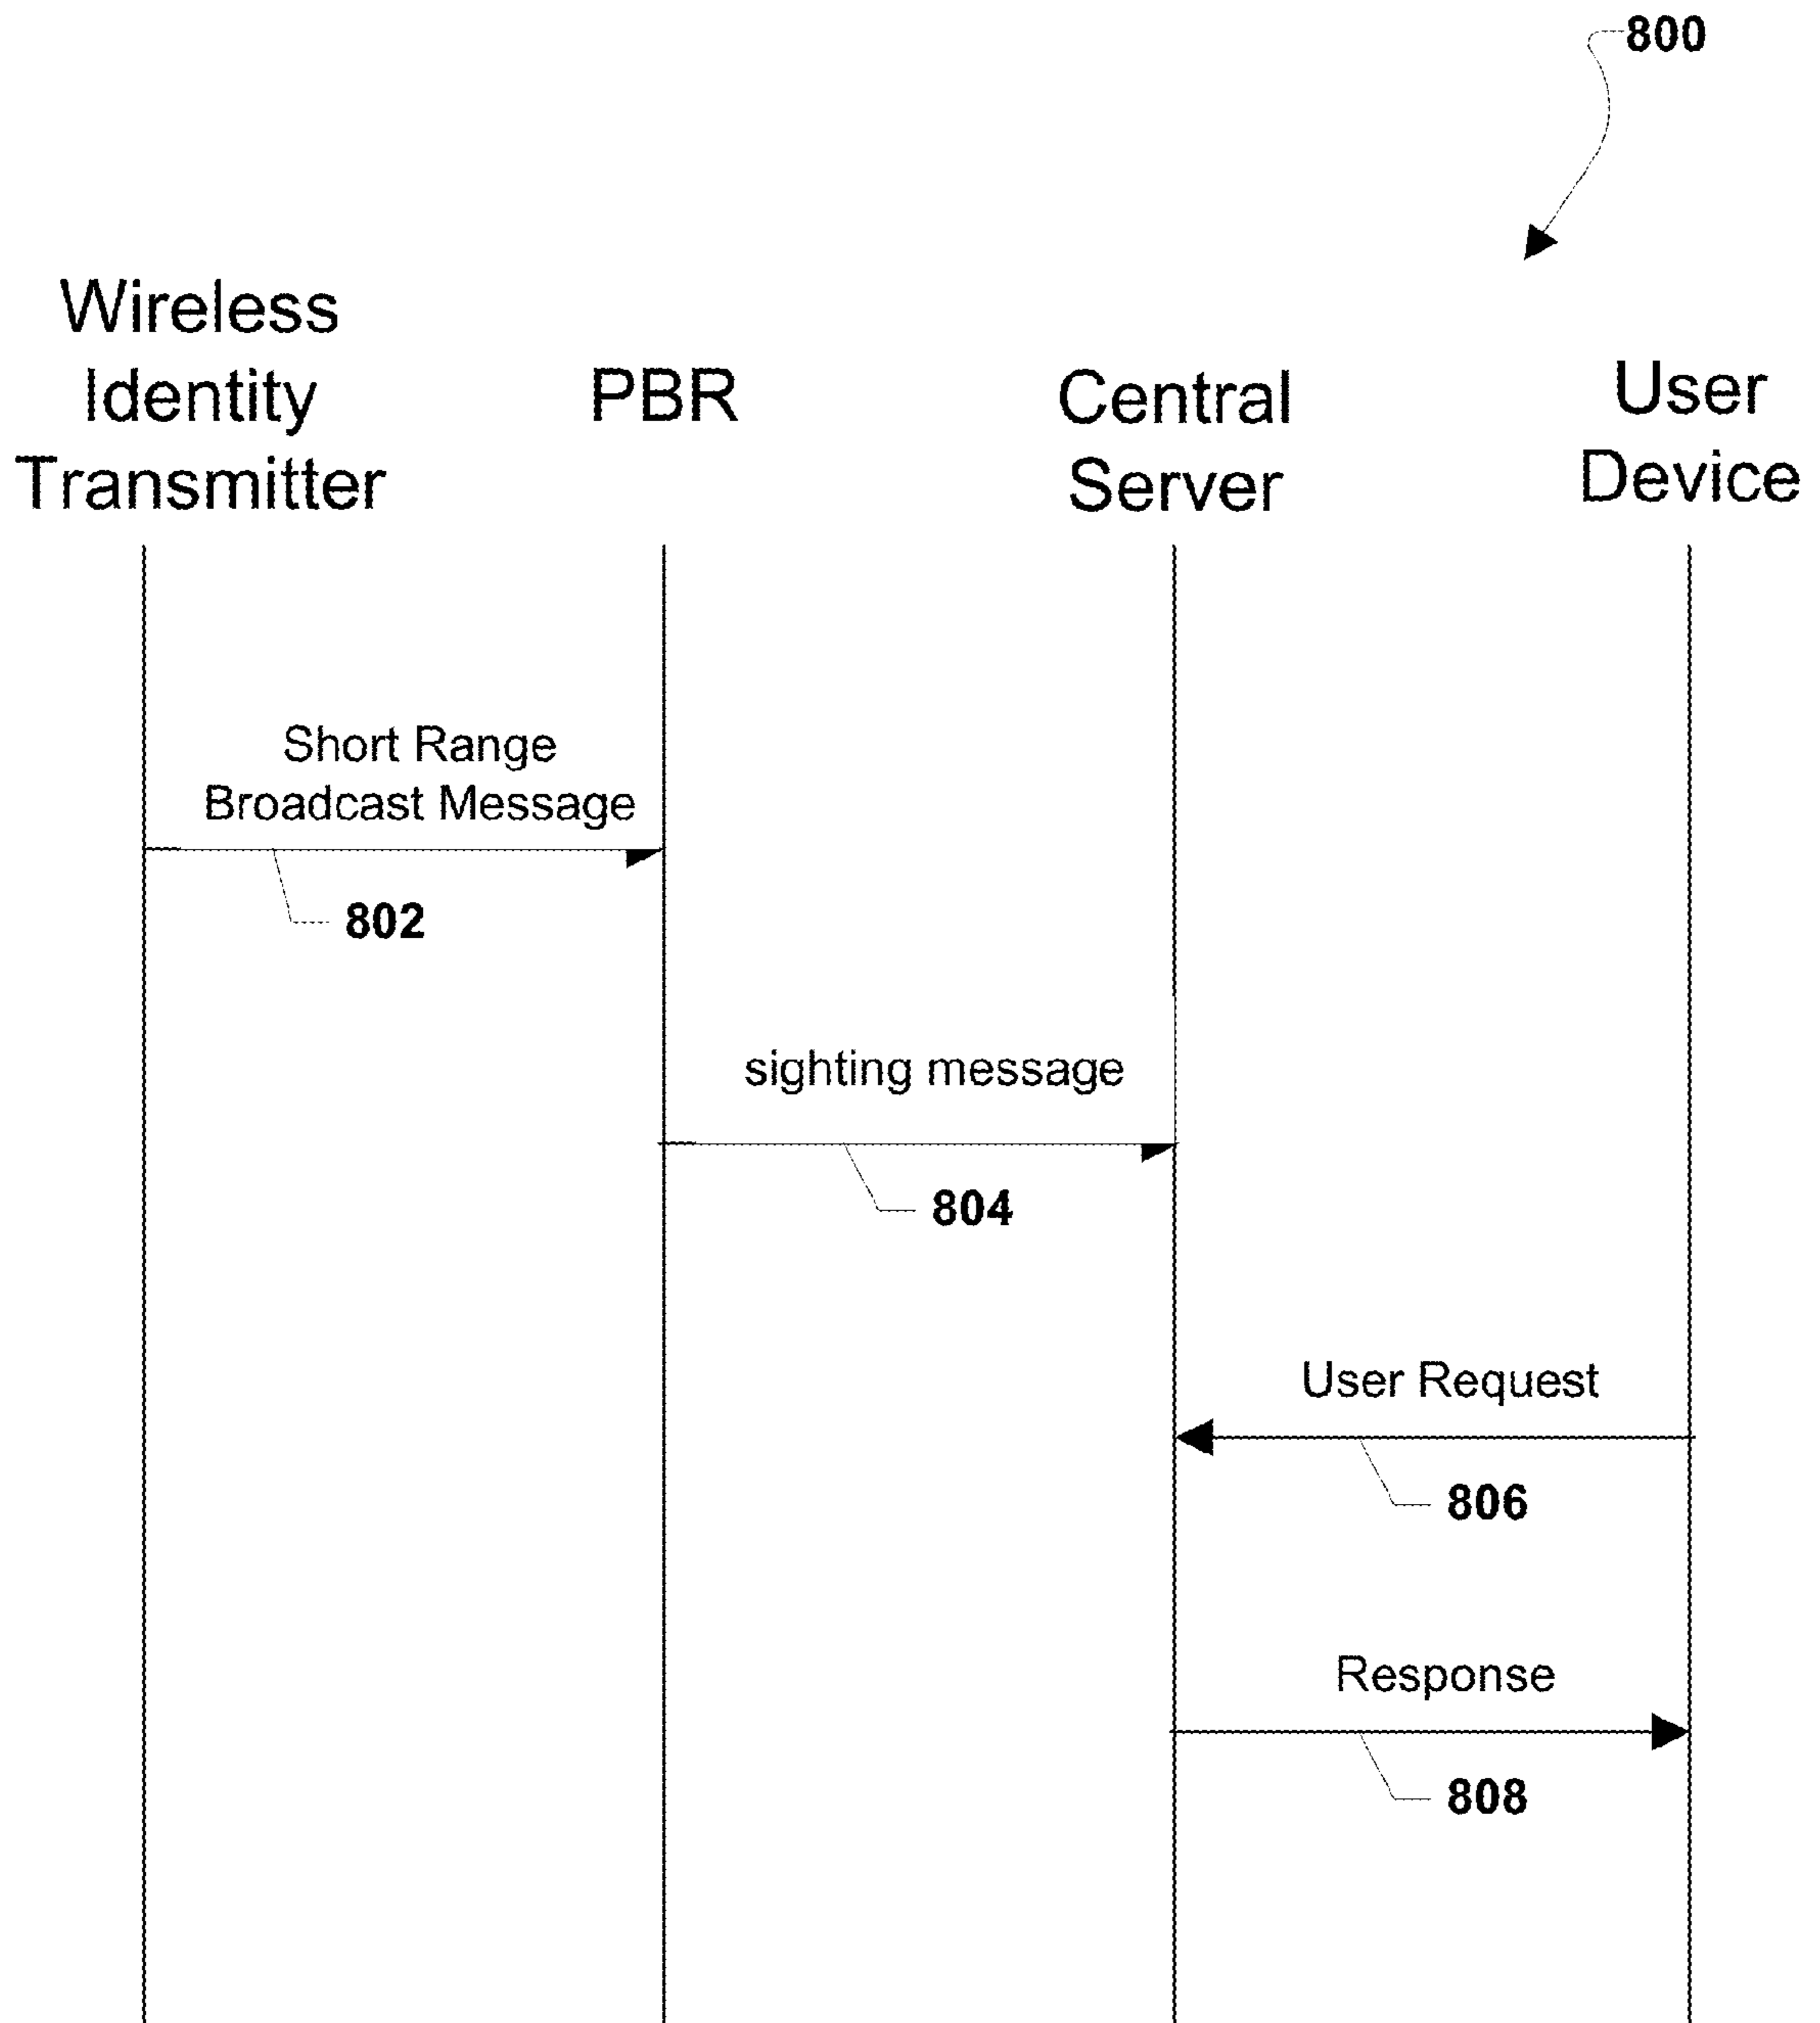 800
Wireless
Identity
Transmitter
PBR
Central
Server
User
Device
Short Range
Broadcast Message
802
sighting message
804
User Request
806
Response
808